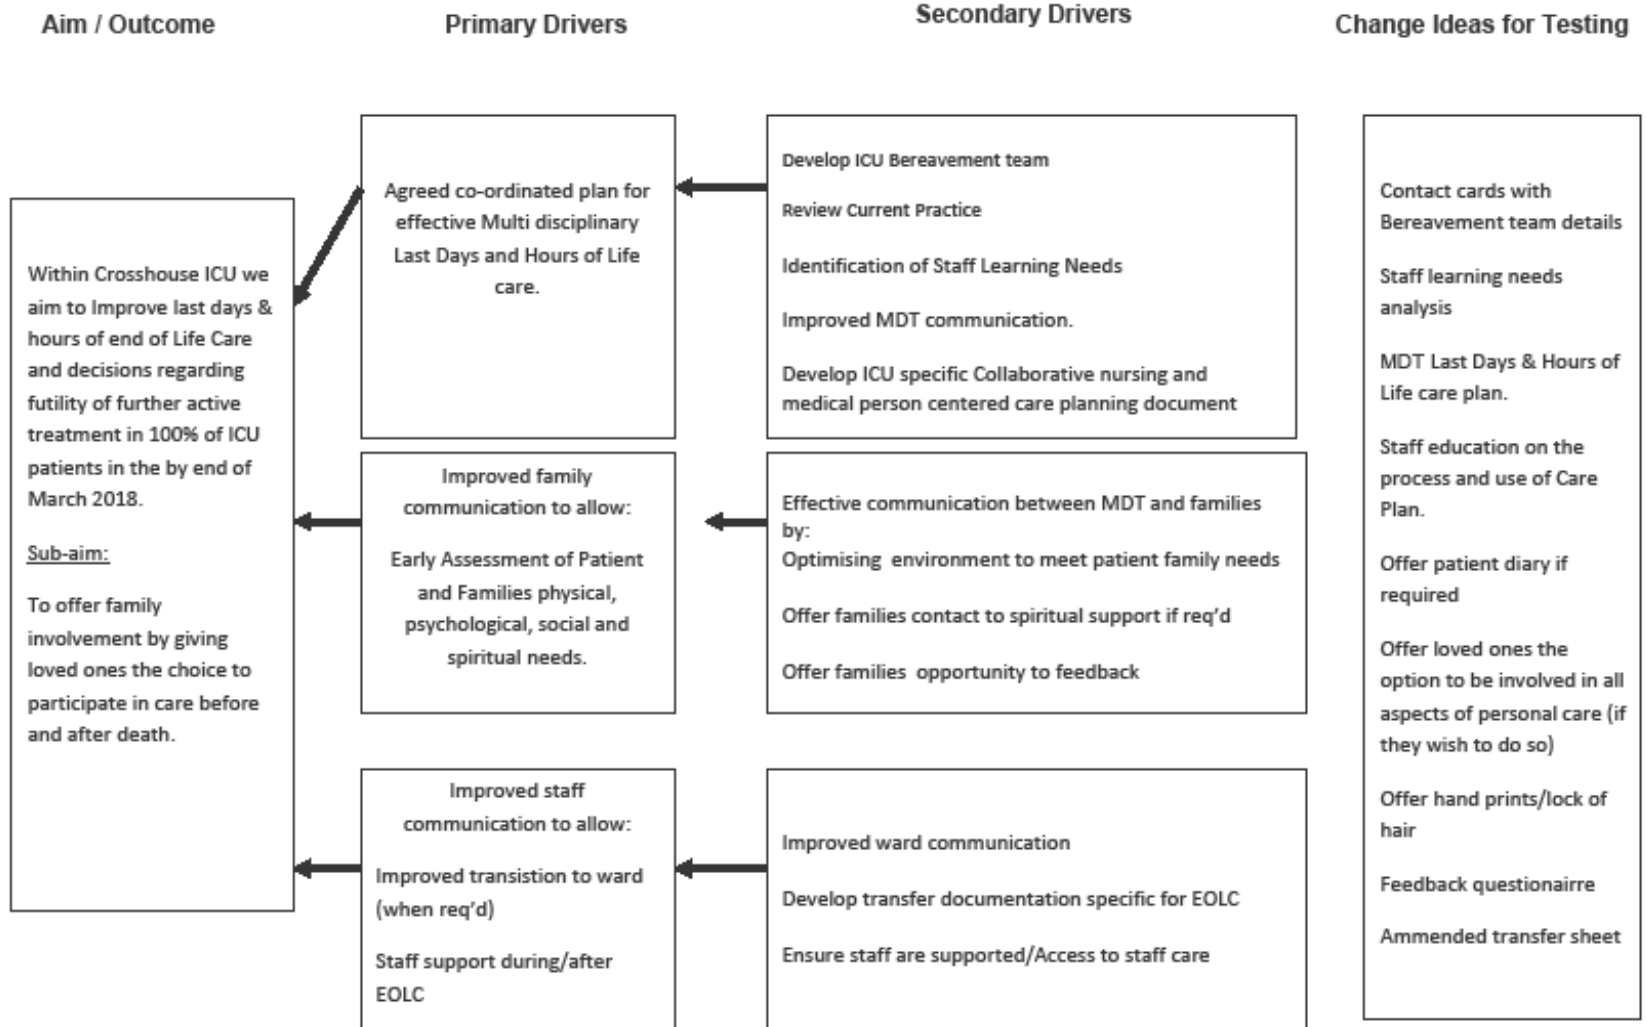 Aim / Outcome
Primary Drivers
Secondary Drivers
Change Ideas for Testing
Within Crosshouse ICU we
aim to Improve last days &
hours of end of Life Care
and decisions regarding
futility of further active
treatment in 100% of ICU
patients in the by end of
March 2018.
Sub-aim:
To offer family
involvement by giving
loved ones the choice to
participate in care before
and after death.
Agreed co-ordinated plan for
effective Multi disciplinary
Last Days and Hours of Life
care.
Improved family
communication to allow:
Early Assessment of Patient
and Families physical,
psychological, social and
spiritual needs.
Improved staff
communication to allow:
Improved transistion to ward
(when req'd)
Staff support during/after
EOLC
Develop ICU Bereavement team
Review Current Practice
Identification of Staff Learning Needs
Improved MDT communication.
Develop ICU specific Collaborative nursing and
medical person centered care planning document
Effective communication between MDT and families
by:
Optimising environment to meet patient family needs
Offer families contact to spiritual support if req'd
Offer families opportunity to feedback
Improved ward communication
Develop transfer documentation specific for EOLC
Ensure staff are supported/Access to staff care
Contact cards with
Bereavement team details
Staff learning needs
analysis
MDT Last Days & Hours of
Life care plan.
Staff education on the
process and use of Care
Plan.
Offer patient diary if
required
Offer loved ones the
option to be involved in all
aspects of personal care (if
they wish to do so)
Offer hand prints/lock of
hair
Feedback questionairre
Ammended transfer sheet